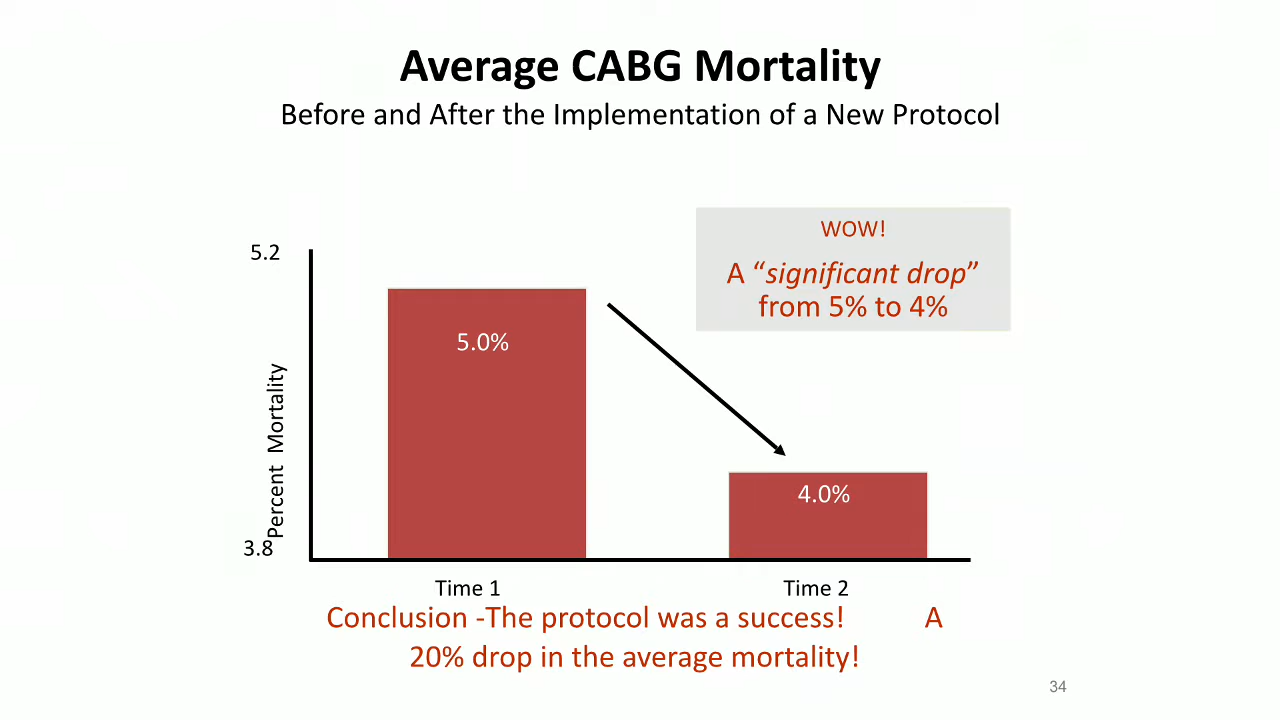 Average CABG Mortality
Before and After the Implementation of a New Protocol
WOW!
A “significant drop”
from 5% to 4%
5.2
5.0%
Percent Mortality
4.0%
3.8
Time 1
Time 2
Conclusion -The protocol was a success! A
20% drop in the average mortality!
34